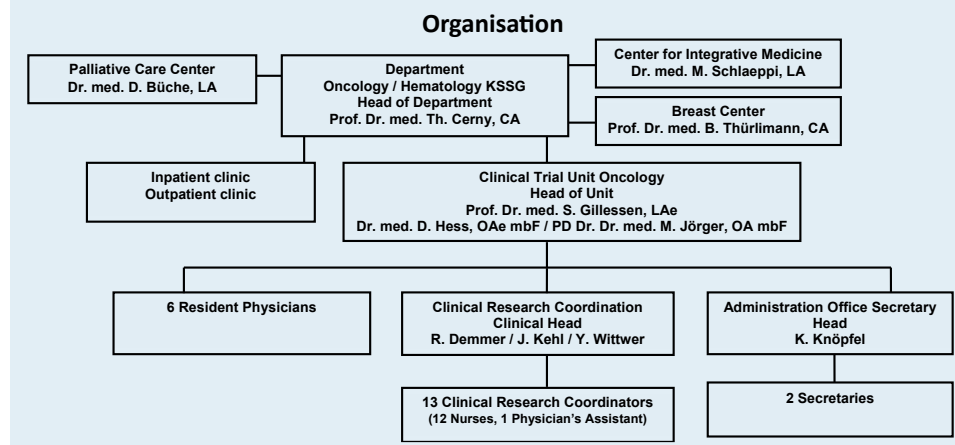 Organisation
Palliative Care Center
Dr. med. D. Büche, LA
Department
Oncology / Hematology KSSG
Head of Department
Prof. Dr. med. Th. Cerny, CA
Center for Integrative Medicine
Dr. med. M. Schlaeppi, LA
Breast Center
Prof. Dr. med. B. Thürlimann, CA
Inpatient clinic
Outpatient clinic
Clinical Trial Unit Oncology
Head of Unit
Prof. Dr. med. S. Gillessen, LAe
Dr. med. D. Hess, OAe mbF / PD Dr. Dr. med. M. Jörger, OA mbF
6 Resident Physicians
Clinical Research Coordination
Clinical Head
R. Demmer / J. Kehl / Y. Wittwer
Administration Office Secretary
Head
K. Knöpfel
13 Clinical Research Coordinators
(12 Nurses, 1 Physician's Assistant)
2 Secretaries